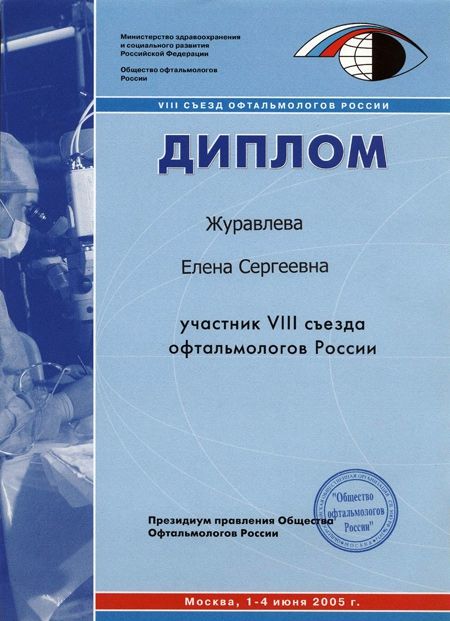 Министерство здравоохранения
и социального развития
Российской Федерации
Общество офтальмологов
России
VIII СЪЕЗД ОФТАЛЬМОЛОГОВ РОССИИ
ДИПЛОМ
Журавлева
Елена Сергеевна
участник VIII съезда
офтальмологов России
"Общество
офтальмологов
России"
МОСКВА
Президиум правления Общества
Офтальмологов России
Москва, 1-4 июня 2005 г.